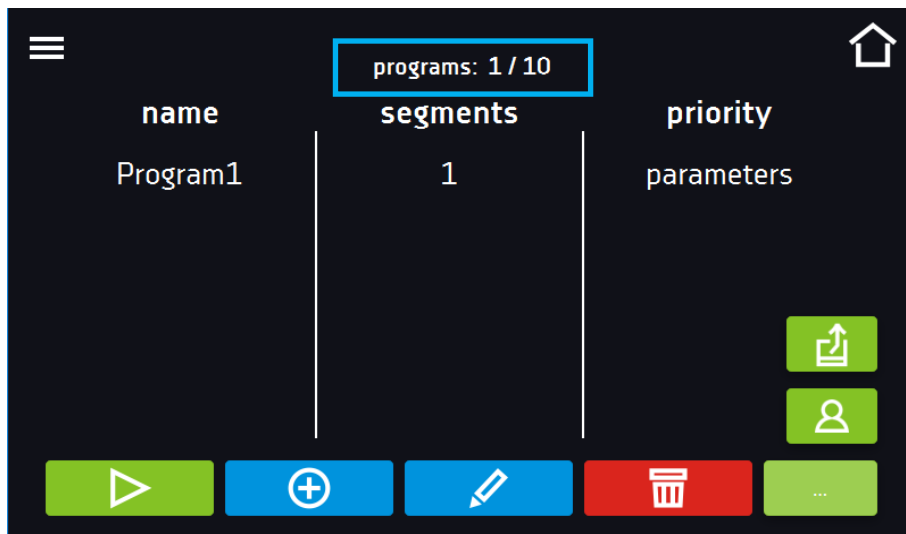 programs: 1 / 10
name segments priority
Program1 1 parameters
...